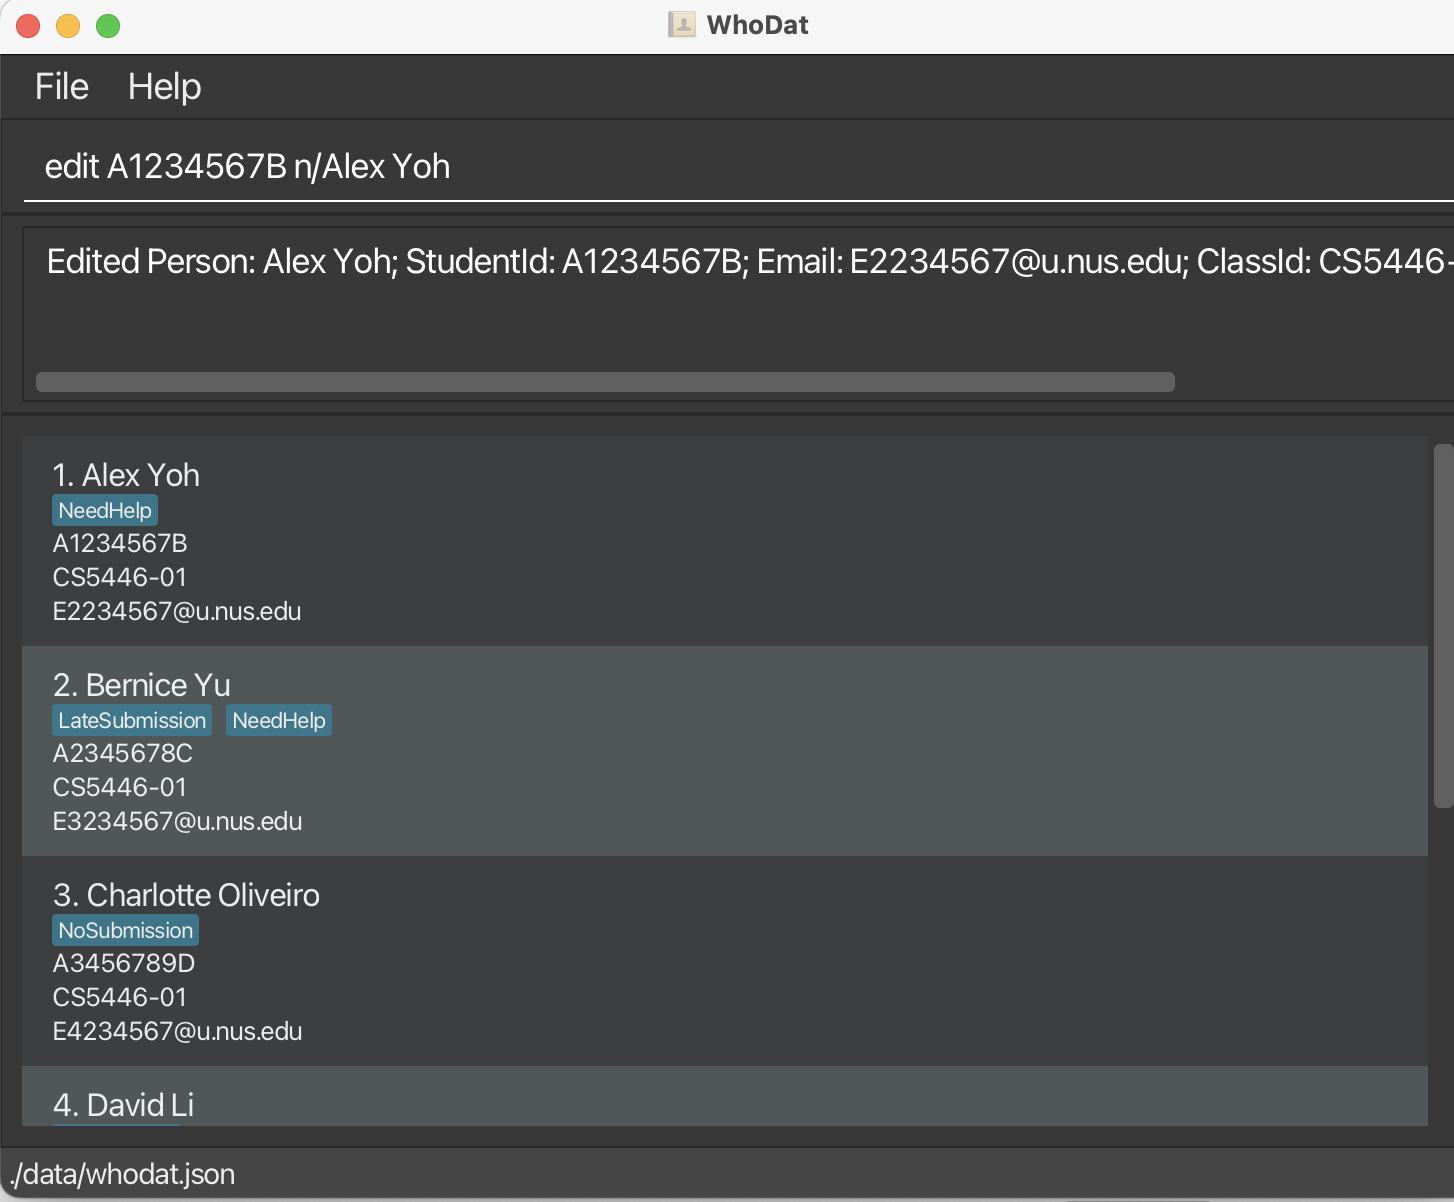 WhoDat
File Help
edit A1234567B n/Alex Yoh
Edited Person: Alex Yoh; StudentId: A1234567B; Email: E2234567@u.nus.edu; ClassId: CS5446-
1. Alex Yoh
NeedHelp
A1234567B
CS5446-01
E2234567@u.nus.edu
2. Bernice Yu
LateSubmission NeedHelp
A2345678C
CS5446-01
E3234567@u.nus.edu
3. Charlotte Oliveiro
NoSubmission
A3456789D
CS5446-01
E4234567@u.nus.edu
4. David Li
./data/whodat.json